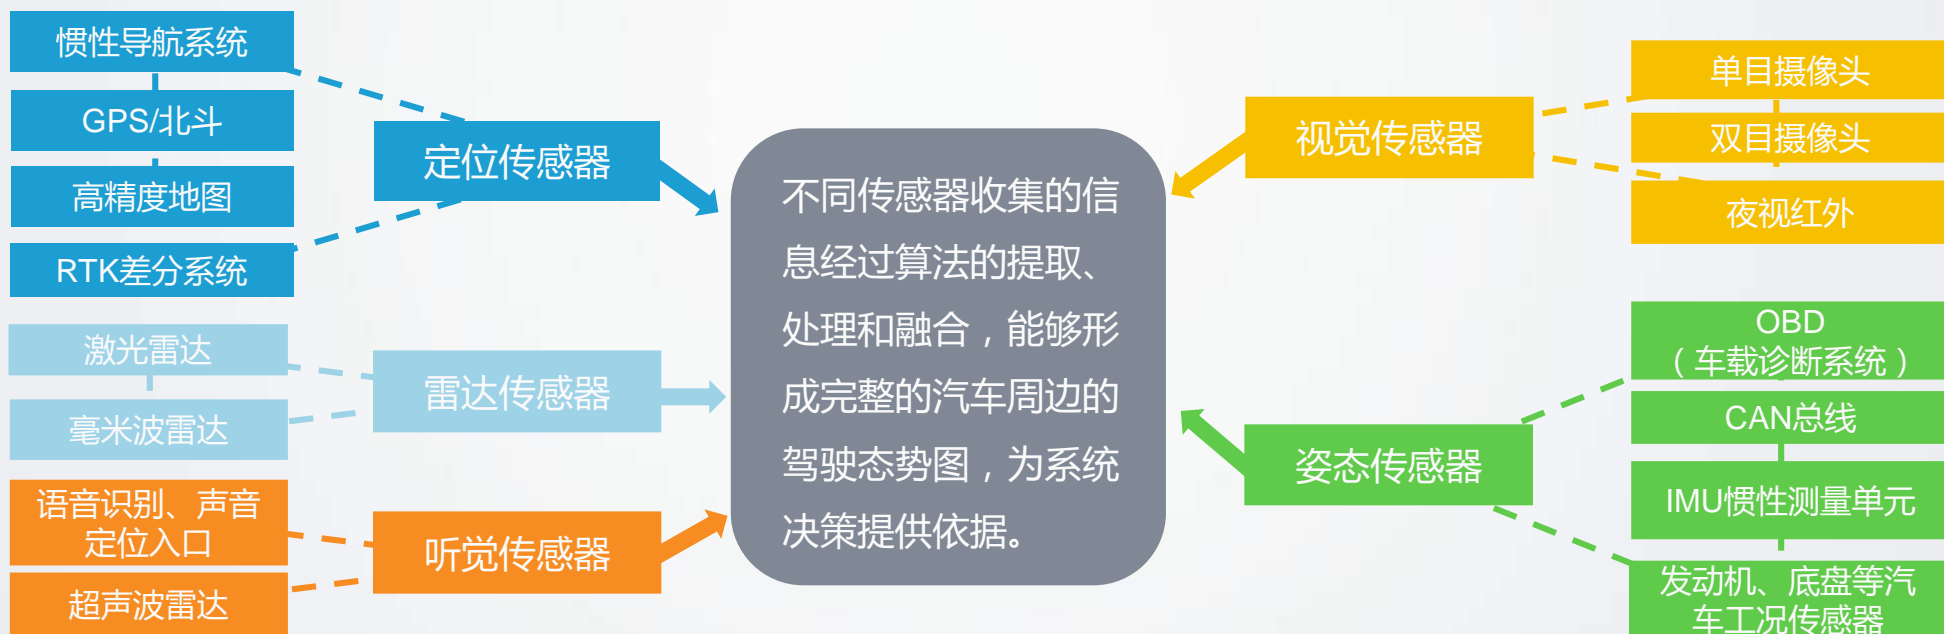 惯性导航系统
GPS/北斗
高精度地图
RTK差分系统
定位传感器
激光雷达
毫米波雷达
雷达传感器
语音识别、声音
定位入口
超声波雷达
听觉传感器
不同传感器收集的信
息经过算法的提取、
处理和融合，能够形
成完整的汽车周边的
驾驶态势图，为系统
决策提供依据。
视觉传感器
单目摄像头
双目摄像头
夜视红外
姿态传感器
OBD
（车载诊断系统）
CAN总线
IMU惯性测量单元
发动机、底盘等汽
车工况传感器